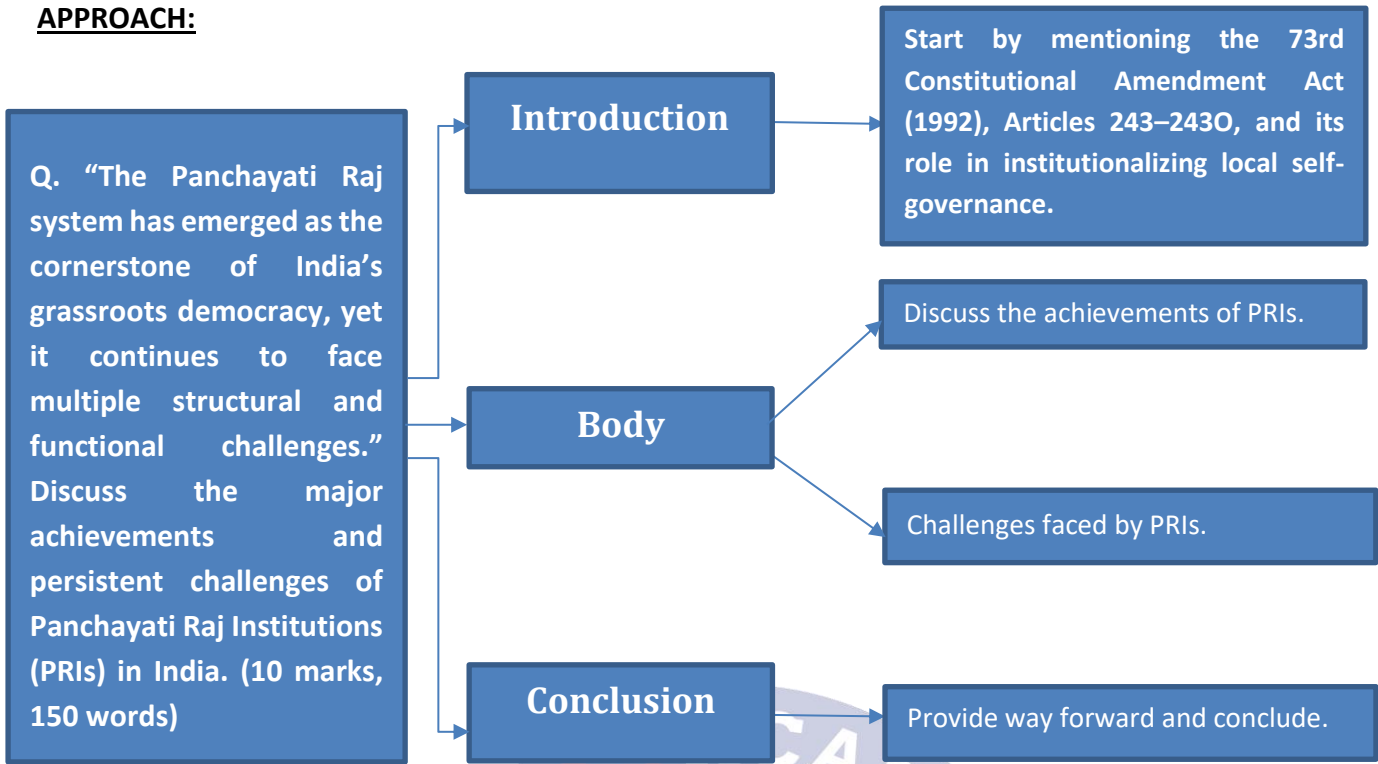 APPROACH:
Q. “The Panchayati Raj
system has emerged as the
cornerstone of India’s
grassroots democracy, yet
it continues to face
multiple structural and
functional challenges.”
Discuss the major
achievements and
persistent challenges of
Panchayati Raj Institutions
(PRIs) in India. (10 marks,
150 words)
Introduction
Start by mentioning the 73rd
Constitutional Amendment Act
(1992), Articles 243–243O, and its
role in institutionalizing local self-
governance.
Body
Discuss the achievements of PRIs.
Challenges faced by PRIs.
Conclusion
Provide way forward and conclude.